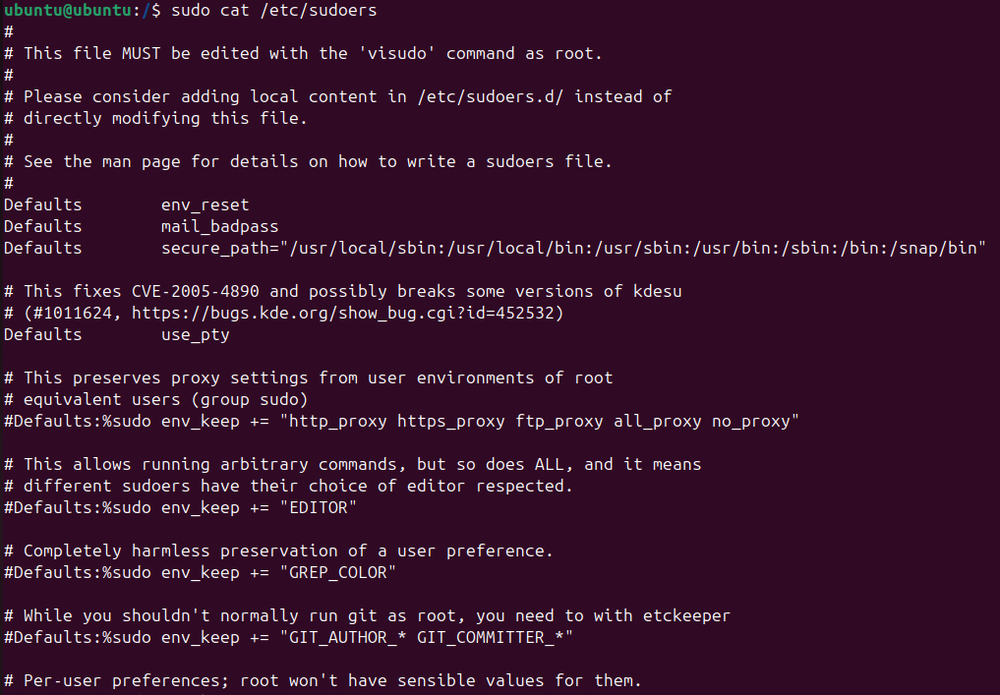 ubuntu@ubuntu:/$ sudo cat /etc/sudoers
#
# This file MUST be edited with the 'visudo' command as root.
#
# Please consider adding local content in /etc/sudoers.d/ instead of
# directly modifying this file.
#
# See the man page for details on how to write a sudoers file.
#
Defaults        env_reset
Defaults        mail_badpass
Defaults        secure_path="/usr/local/sbin:/usr/local/bin:/usr/sbin:/usr/bin:/sbin:/bin:/snap/bin"

# This fixes CVE-2005-4890 and possibly breaks some versions of kdesu
# (#1011624, https://bugs.kde.org/show_bug.cgi?id=452532)
Defaults        use_pty

# This preserves proxy settings from user environments of root
# equivalent users (group sudo)
#Defaults:%sudo env_keep += "http_proxy https_proxy ftp_proxy all_proxy no_proxy"

# This allows running arbitrary commands, but so does ALL, and it means
# different sudoers have their choice of editor respected.
#Defaults:%sudo env_keep += "EDITOR"

# Completely harmless preservation of a user preference.
#Defaults:%sudo env_keep += "GREP_COLOR"

# While you shouldn't normally run git as root, you need to with etckeeper
#Defaults:%sudo env_keep += "GIT_AUTHOR_* GIT_COMMITTER_*"

# Per-user preferences; root won't have sensible values for them.